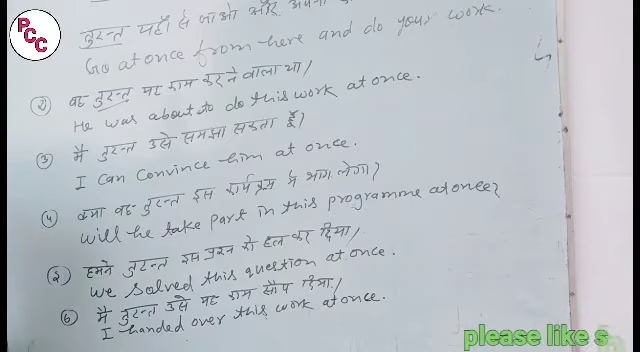 PCC
तुरन्त यहाँ से जाओ और अपना
Go at once from here and do your work.
(2) वह तुरन्त यह काम करने वाला था।
He was about to do this work at once.
(3) मैं तुरन्त उसे समझा सकता हूँ।
I can convince him at once.
(4) क्या वह तुरन्त इस कार्यक्रम में भाग लेगा?
Will he take part in this programme at once?
(5) हमने तुरन्त इस प्रश्न को हल कर दिया।
We solved this question at once.
(6) मैं तुरन्त उसे यह काम सौंप दिया।
I handed over this work at once.
please like s